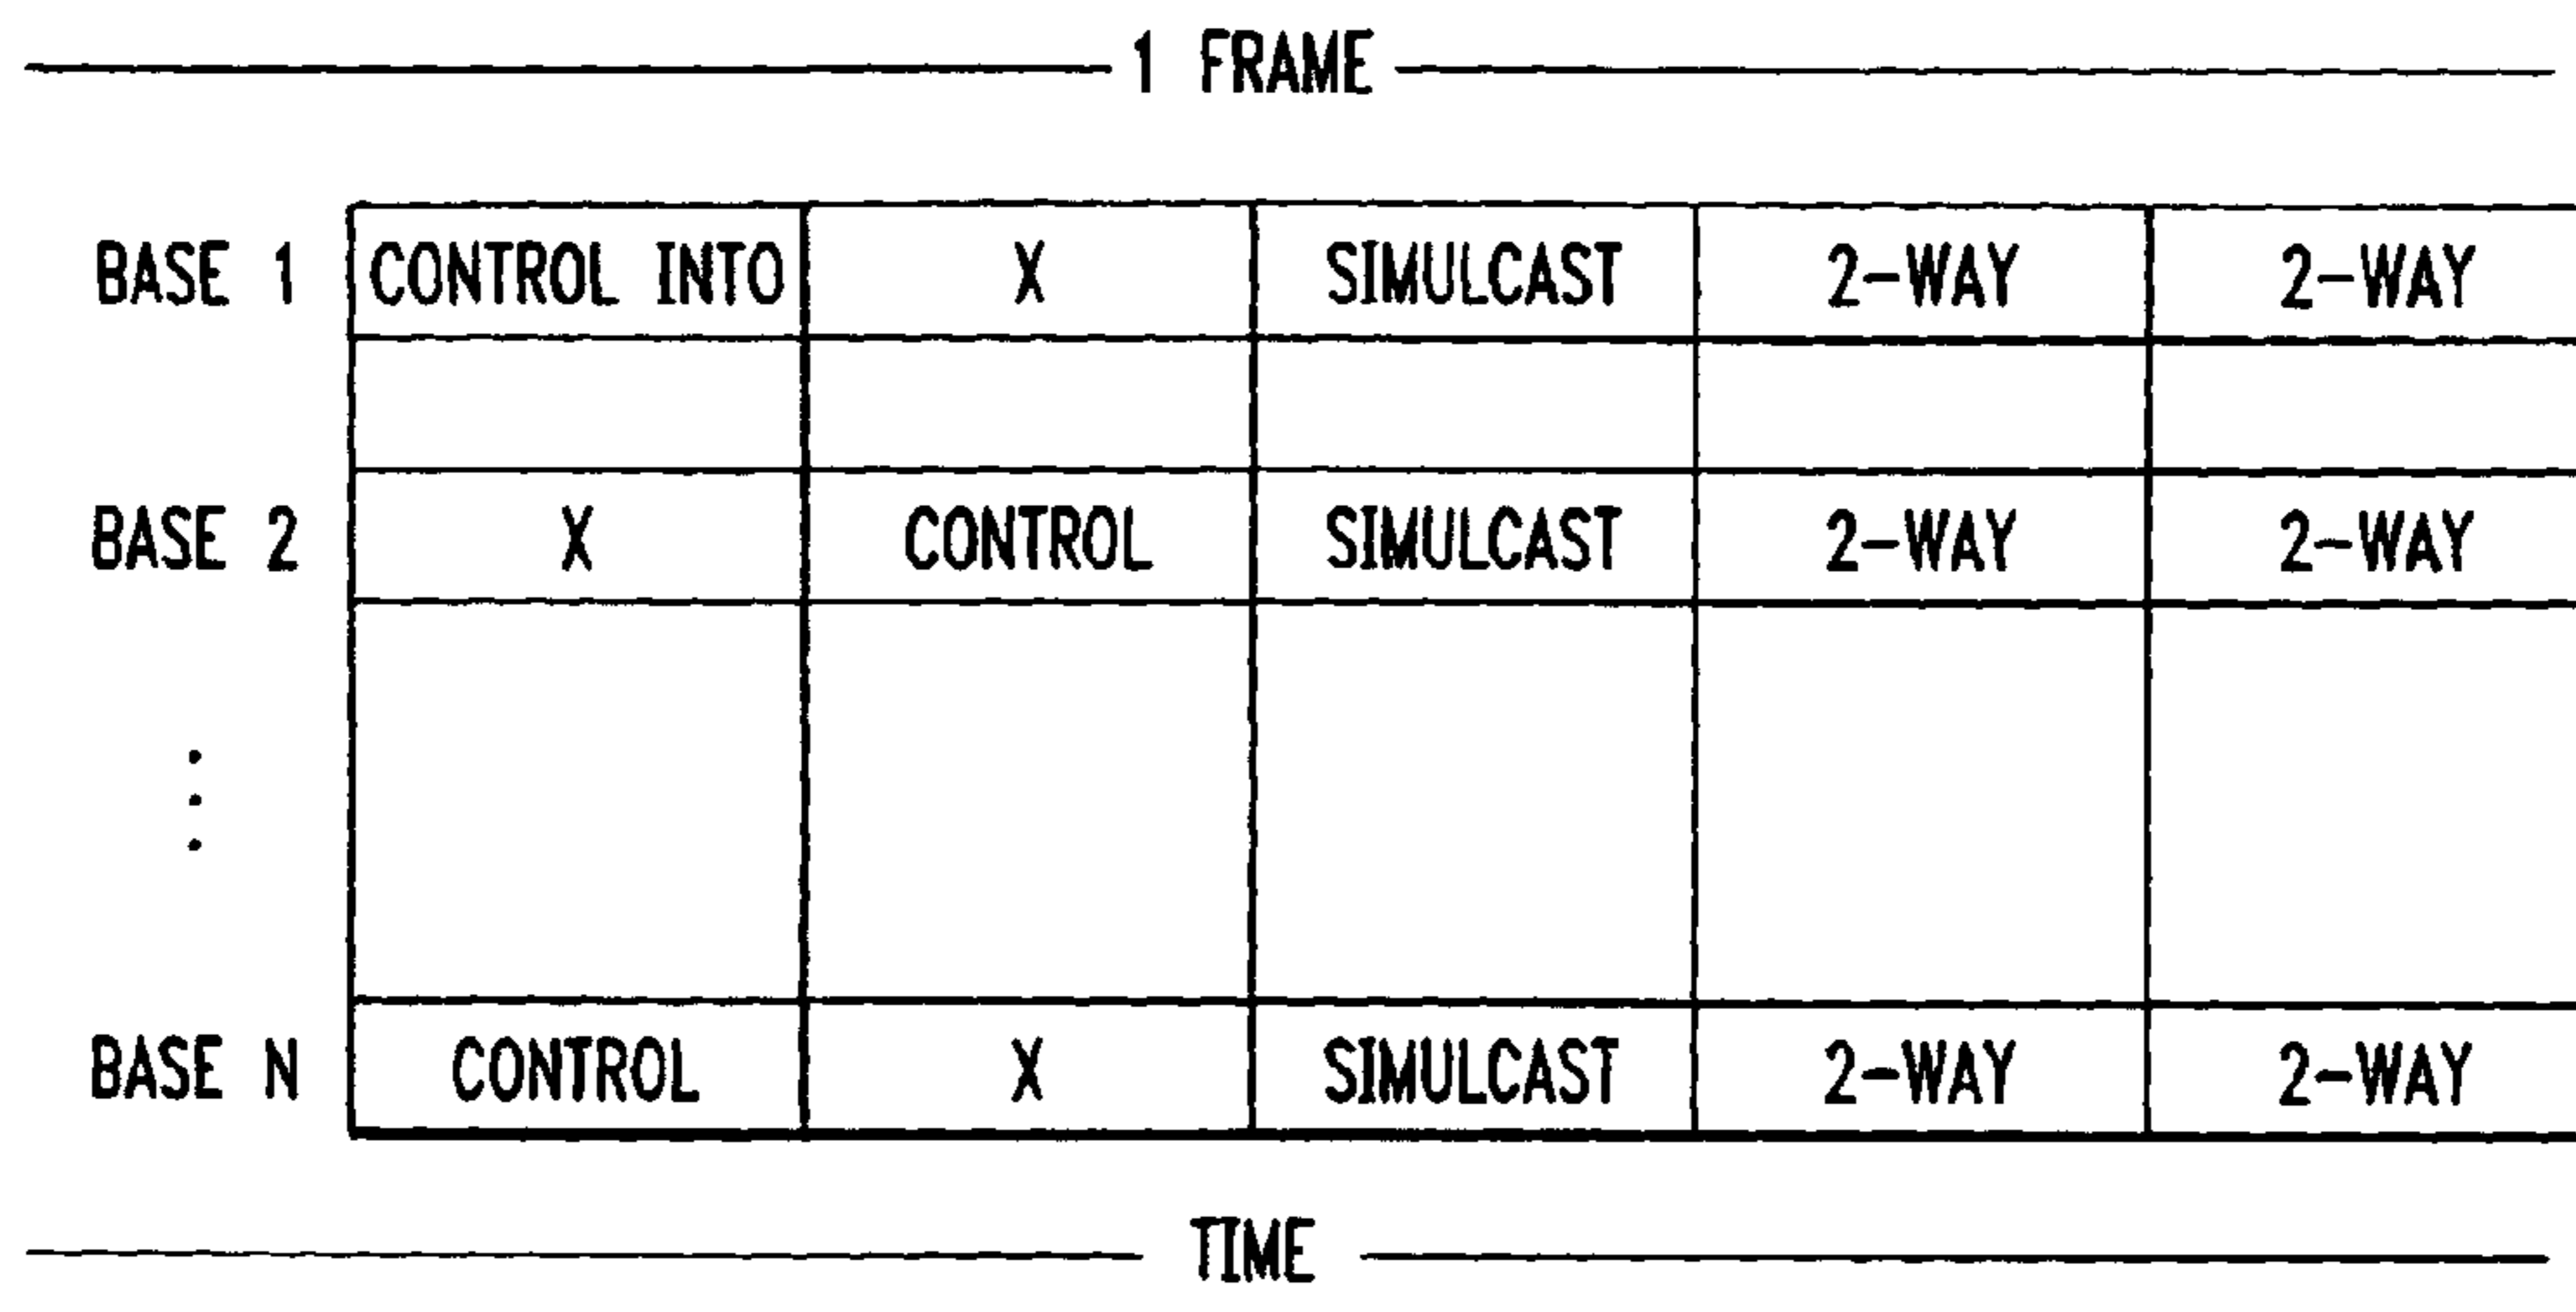 1 FRAME
BASE 1 CONTROL INTO X SIMULCAST 2-WAY 2-WAY
BASE 2 X CONTROL SIMULCAST 2-WAY 2-WAY
BASE N CONTROL X SIMULCAST 2-WAY 2-WAY
TIME